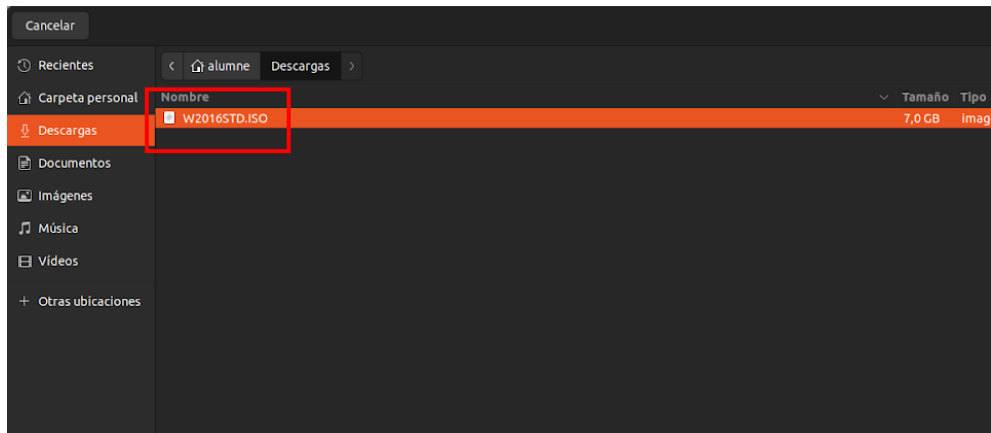 Cancelar
Recientes
Carpeta personal
Descargas
Documentos
Imágenes
Música
Vídeos
Otras ubicaciones
alumne Descargas
Nombre Tamaño Tipo
W2016STD.ISO 7,0 GB imag